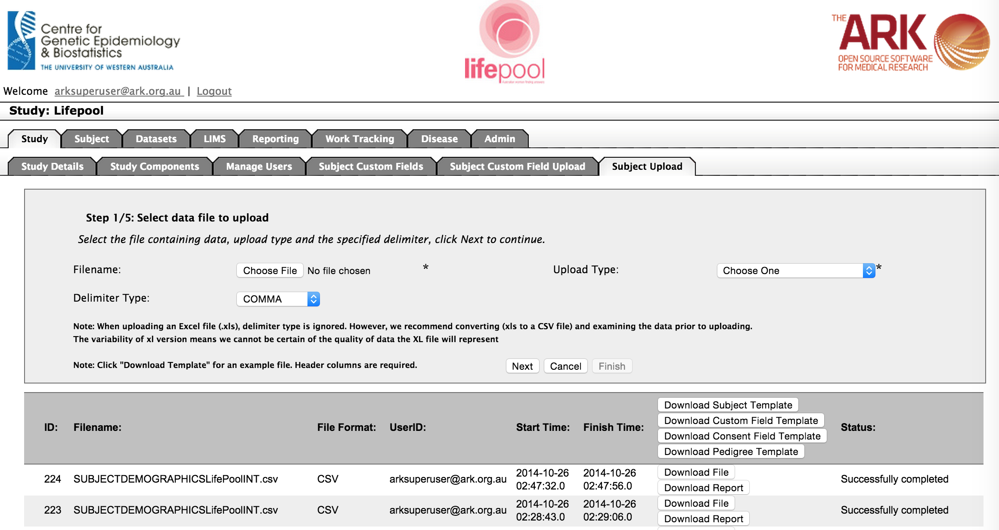 Centre for
Genetic Epidemiology
& Biostatistics
THE UNIVERSITY OF WESTERN AUSTRALIA
lifepool
Australian women finding answers
THE ARK
OPEN SOURCE SOFTWARE
FOR MEDICAL RESEARCH
Welcome arksuperuser@ark.org.au | Logout
Study: Lifepool
Study Subject Datasets LIMS Reporting Work Tracking Disease Admin
Study Details Study Components Manage Users Subject Custom Fields Subject Custom Field Upload Subject Upload
Step 1/5: Select data file to upload
Select the file containing data, upload type and the specified delimiter, click Next to continue.
Filename: Choose File No file chosen * Upload Type: Choose One *
Delimiter Type: COMMA
Note: When uploading an Excel file (.xls), delimiter type is ignored. However, we recommend converting (xls to a CSV file) and examining the data prior to uploading.
The variability of xl version means we cannot be certain of the quality of data the XL file will represent
Note: Click "Download Template" for an example file. Header columns are required. Next Cancel Finish
Download Subject Template
Download Custom Field Template
ID: Filename: File Format: UserID: Start Time: Finish Time: Status:
Download Consent Field Template
Download Pedigree Template
2014-10-26 2014-10-26 Download File
224 SUBJECTDEMOGRAPHICSLifePoolINT.csv CSV arksuperuser@ark.org.au Successfully completed
02:47:32.0 02:47:56.0 Download Report
2014-10-26 2014-10-26 Download File
223 SUBJECTDEMOGRAPHICSLifePoolINT.csv CSV arksuperuser@ark.org.au Successfully completed
02:28:43.0 02:29:06.0 Download Report